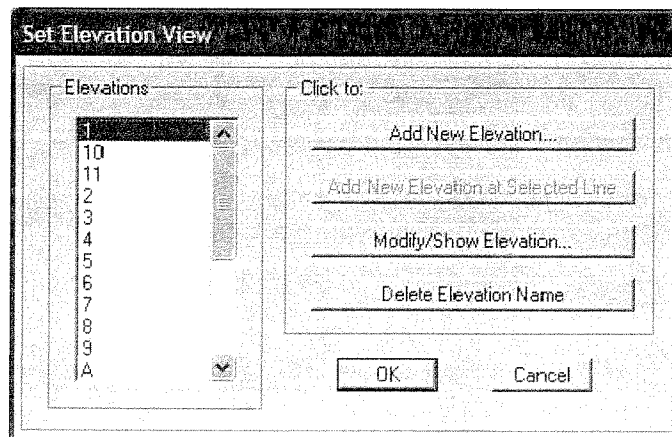 Set Elevation View
Elevations
1
10
11
2
3
4
5
6
7
8
9
A
Click to:
Add New Elevation...
Add New Elevation at Selected Line
Modify/Show Elevation...
Delete Elevation Name
OK
Cancel